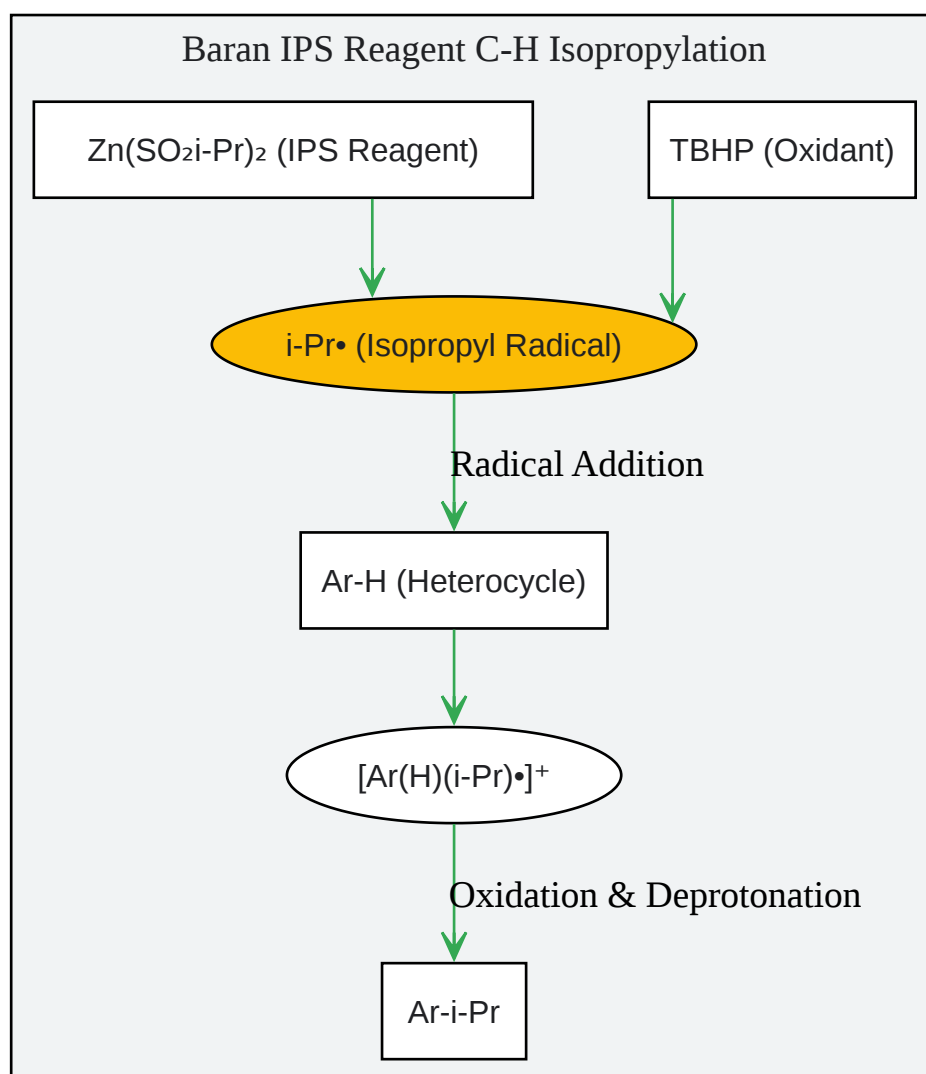 Baran IPS Reagent C-H Isopropylation
Zn(SO₂i-Pr)₂ (IPS Reagent)
TBHP (Oxidant)
i-Pr• (Isopropyl Radical)
Radical Addition
Ar-H (Heterocycle)
[Ar(H)(i-Pr)•]⁺
Oxidation & Deprotonation
Ar-i-Pr